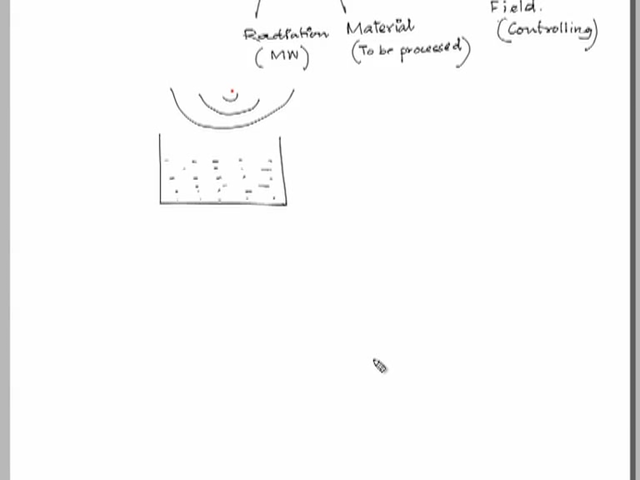 Field.
Radiation Material (Controlling)
(MW) (To be processed)